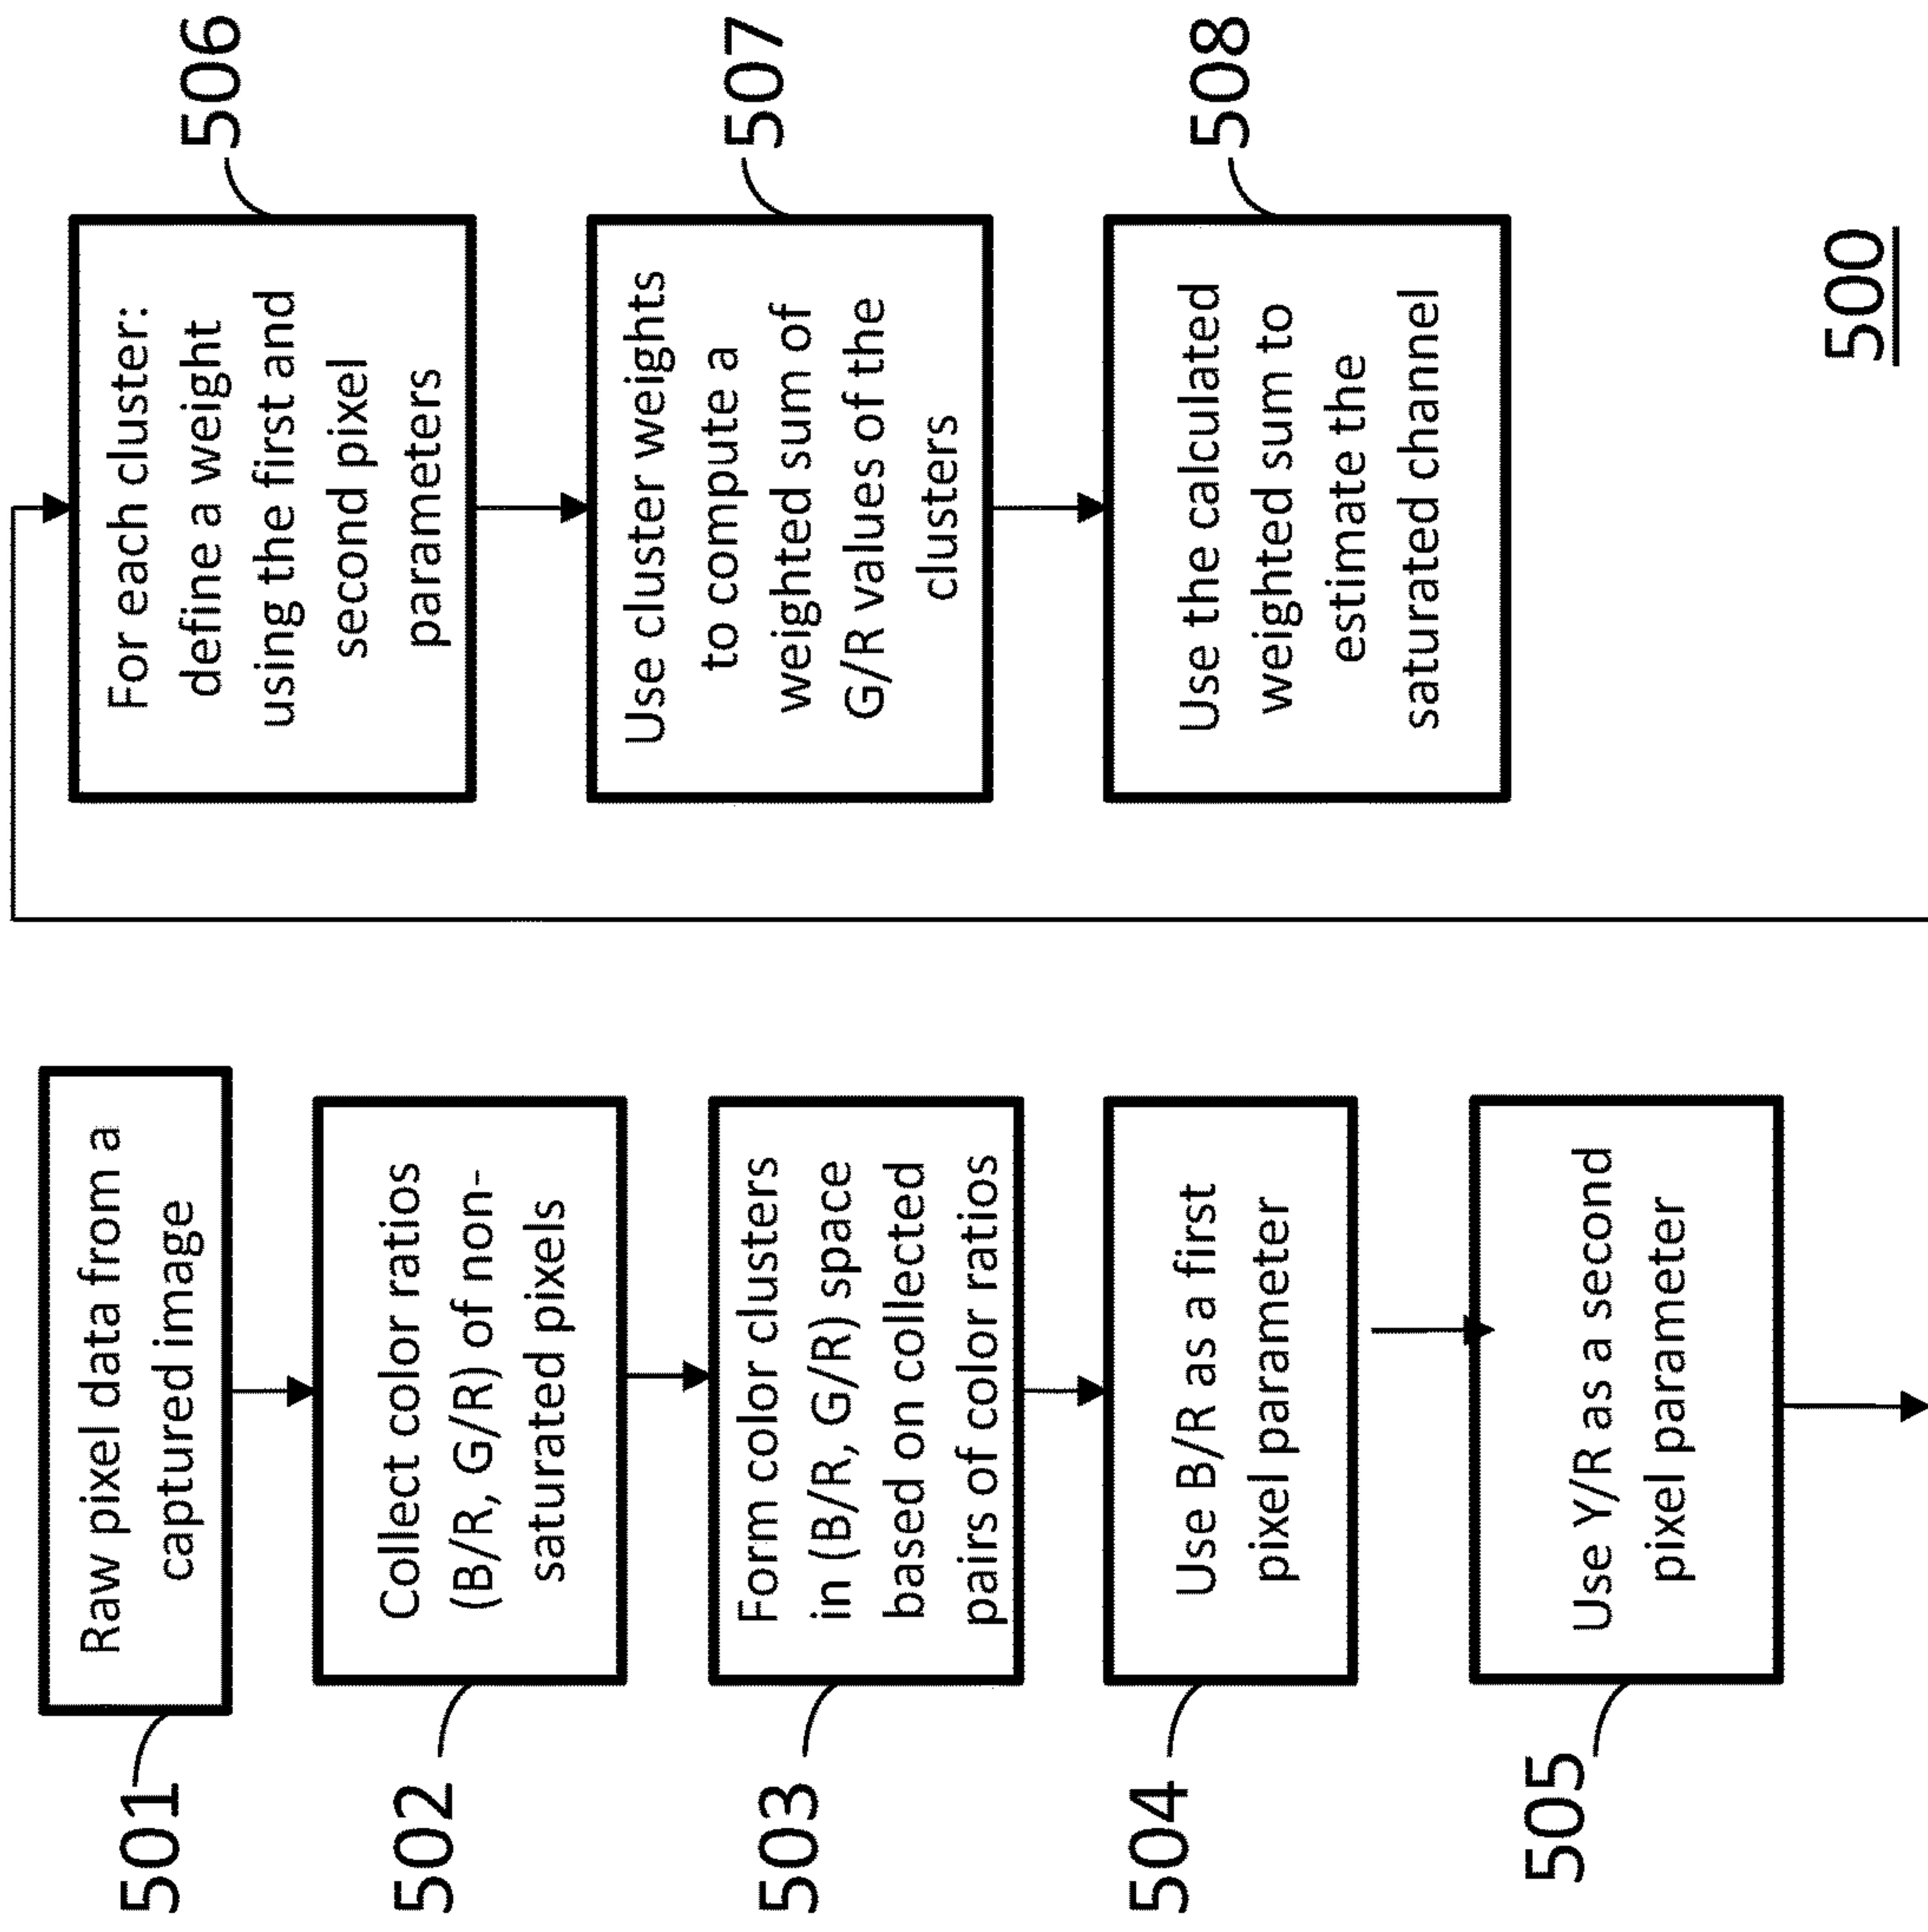 501
Raw pixel data from a
captured image
502
Collect color ratios
(B/R, G/R) of non-
saturated pixels
503
Form color clusters
in (B/R, G/R) space
based on collected
pairs of color ratios
504
Use B/R as a first
pixel parameter
505
Use Y/R as a second
pixel parameter
For each cluster:
define a weight
using the first and
second pixel
parameters
506
Use cluster weights
to compute a
weighted sum of
G/R values of the
clusters
507
Use the calculated
weighted sum to
estimate the
saturated channel
508
500